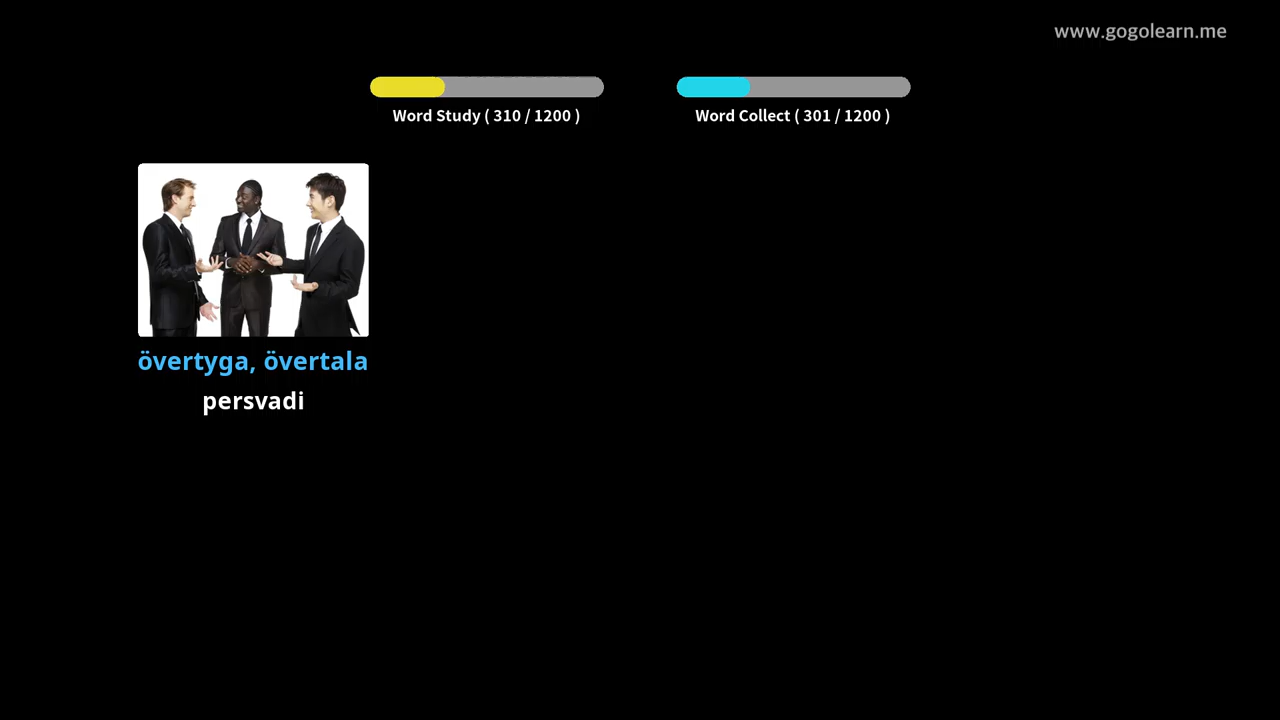 www.gogolearn.me
Word Study ( 310 / 1200 )
Word Collect ( 301 / 1200 )
övertyga, övertala
persvadi